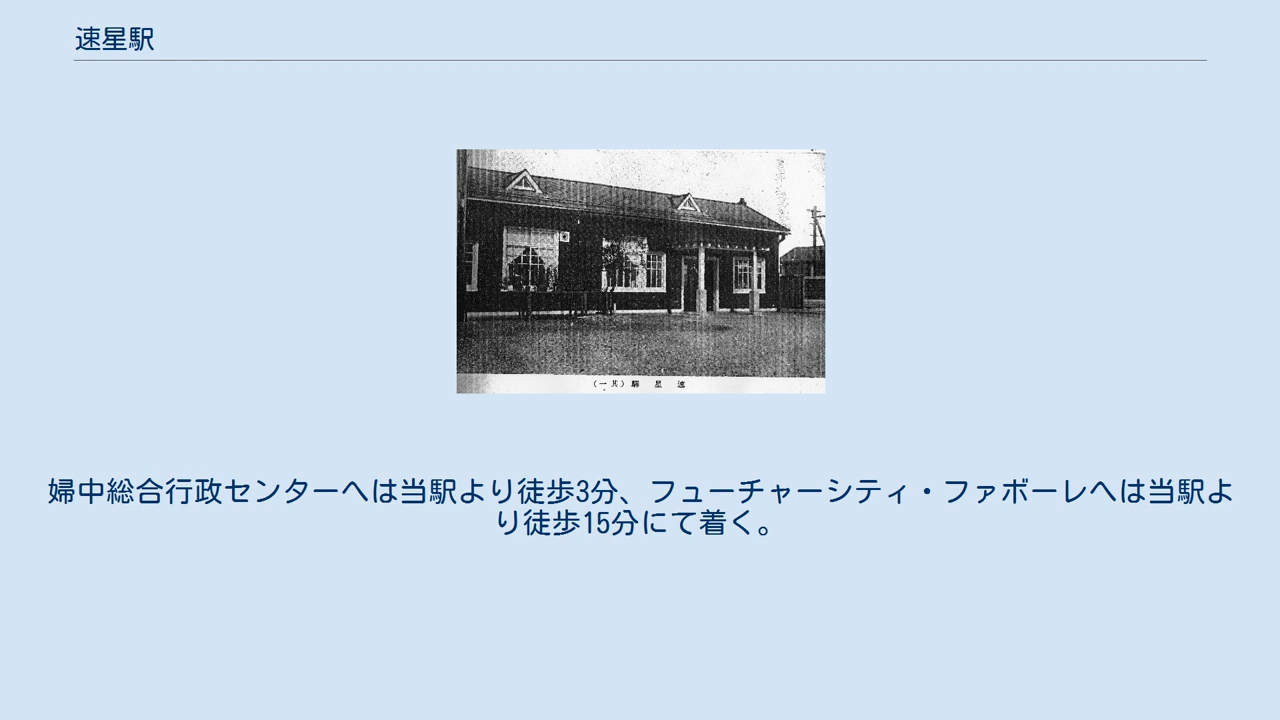 速星駅
（一其）驛星速
婦中総合行政センターへは当駅より徒歩3分、フューチャーシティ・ファボーレへは当駅よ
り徒歩15分にて着く。